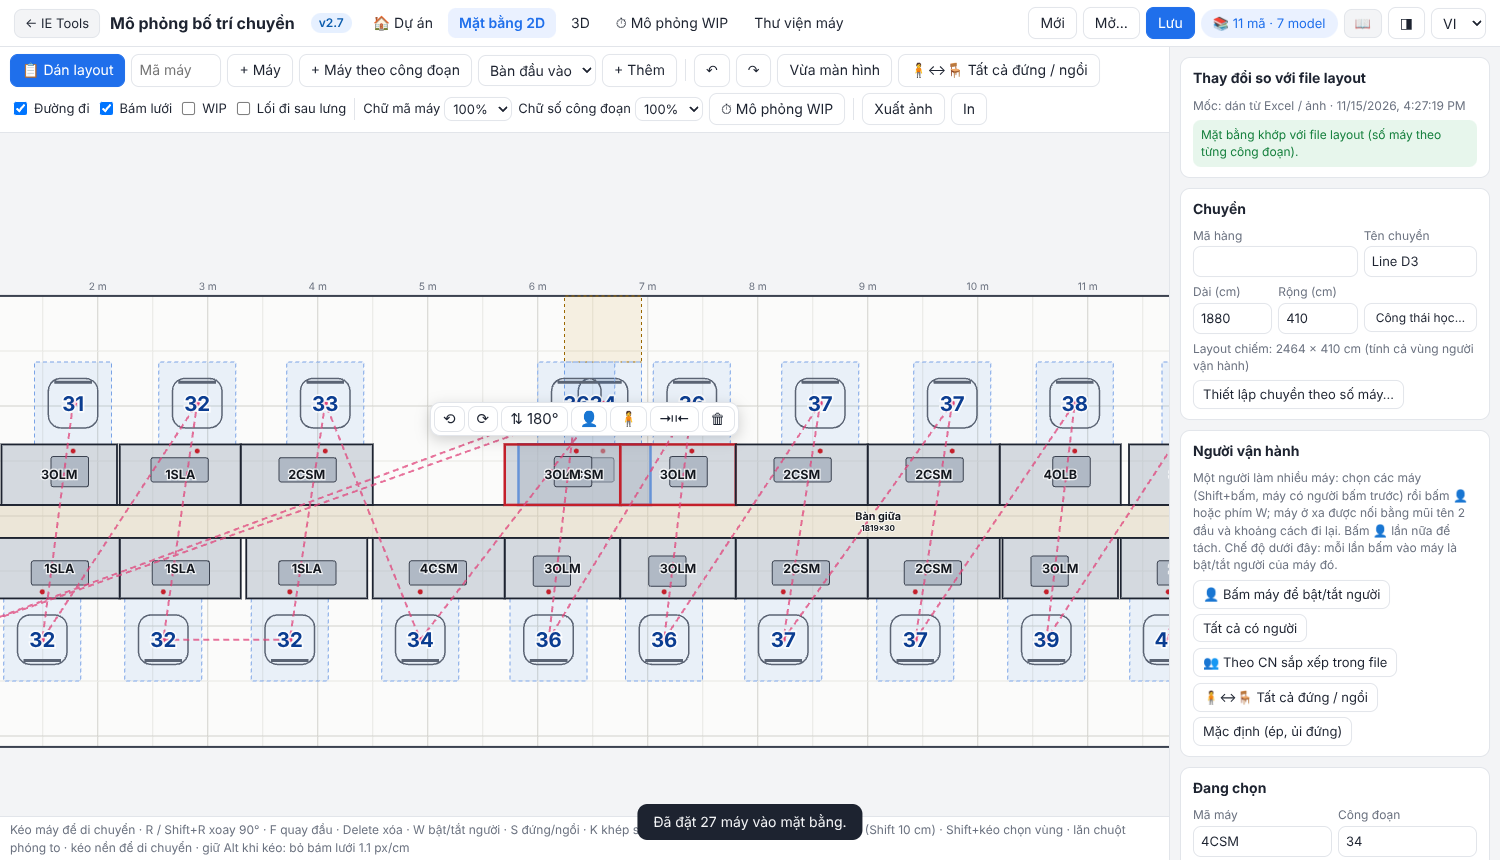 ← IE Tools
Mô phỏng bố trí chuyền
v2.7
🏠 Dự án
Mặt bằng 2D
3D
⏱ Mô phỏng WIP
Thư viện máy
Mới
Mở...
Lưu
📚 11 mã · 7 model
VI
📋 Dán layout
Mã máy
+ Máy
+ Máy theo công đoạn
Bàn đầu vào
+ Thêm
↶
↷
Vừa màn hình
🧍↔🪑 Tất cả đứng / ngồi
Đường đi
Bám lưới
WIP
Lối đi sau lưng
Chữ mã máy
100%
Chữ số công đoạn
100%
⏱ Mô phỏng WIP
Xuất ảnh
In
2 m
3 m
4 m
5 m
6 m
7 m
8 m
9 m
10 m
11 m
31
32
33
36
37
37
38
⟲
⟳
⇅ 180°
3OLM
1SLA
2CSM
3OLM
3OLM
2CSM
2CSM
4OLB
Bàn giữa
1819×30
1SLA
1SLA
1SLA
4CSM
3OLM
3OLM
2CSM
2CSM
3OLM
32
32
32
34
36
36
37
37
39
Kéo máy để di chuyển · R / Shift+R xoay 90° · F quay đầu · Delete xóa · W bật/tắt người · S đứng/ngồi · K khép
(Shift 10 cm) · Shift+kéo chọn vùng · lăn chuột
phóng to · kéo nền để di chuyển · giữ Alt khi kéo: bỏ bám lưới 1.1 px/cm
Đã đặt 27 máy vào mặt bằng.
Thay đổi so với file layout
Mốc: dán từ Excel / ảnh · 11/15/2026, 4:27:19 PM
Mặt bằng khớp với file layout (số máy theo
từng công đoạn).
Chuyền
Mã hàng
Tên chuyền
Line D3
Dài (cm)
Rộng (cm)
1880
410
Công thái học...
Layout chiếm: 2464 × 410 cm (tính cả vùng người
vận hành)
Thiết lập chuyền theo số máy...
Người vận hành
Một người làm nhiều máy: chọn các máy
(Shift+bấm, máy có người bấm trước) rồi bấm 👤
hoặc phím W; máy ở xa được nối bằng mũi tên 2
đầu và khoảng cách đi lại. Bấm 👤 lần nữa để
tách. Chế độ dưới đây: mỗi lần bấm vào máy là
bật/tắt người của máy đó.
👤 Bấm máy để bật/tắt người
Tất cả có người
👥 Theo CN sắp xếp trong file
🧍↔🪑 Tất cả đứng / ngồi
Mặc định (ép, ủi đứng)
Đang chọn
Mã máy
Công đoạn
4CSM
34